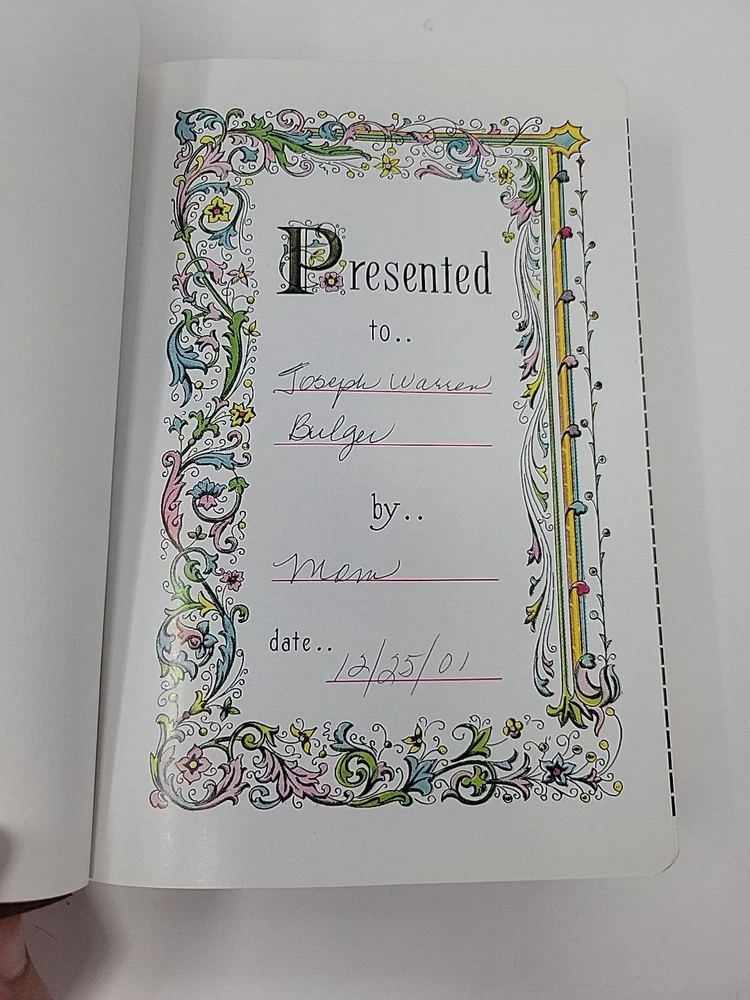 Presented
to..
Joseph Warren
Bulger
by..
Mom
date..
12/25/01